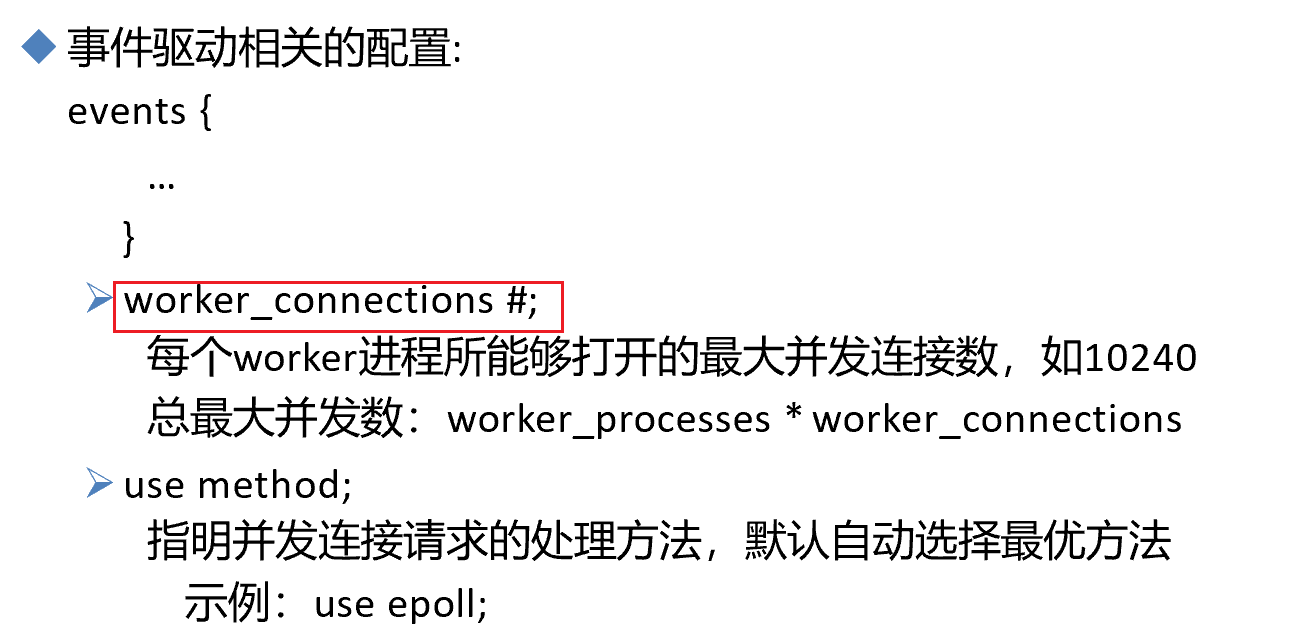 事件驱动相关的配置:
events {
...
}
worker_connections #;
每个worker进程所能够打开的最大并发连接数，如10240
总最大并发数：worker_processes * worker_connections
use method;
指明并发连接请求的处理方法，默认自动选择最优方法
示例：use epoll;